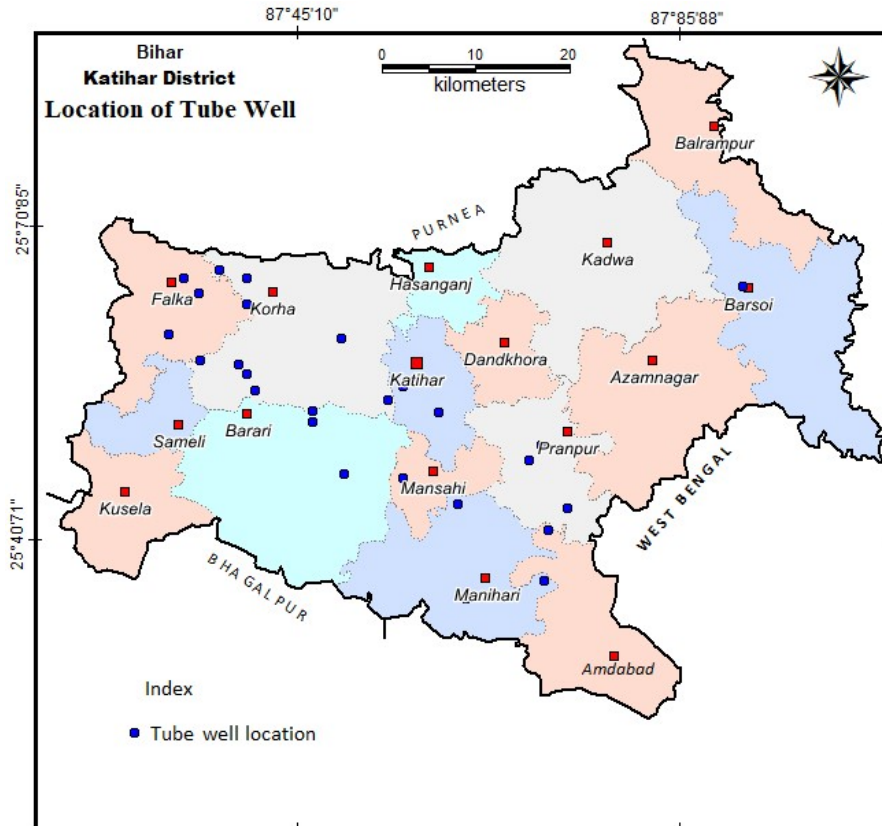 87°45'10"
87°85'88"
Bihar
Katihar District
Location of Tube Well
0 10 20
kilometers
Balrampur
25°70'85"
PURNEA
Kadwa
Hasanganj
Falka
Korha
Barsoi
Dandkhora
Katihar
Azamnagar
Sameli
Barari
Pranpur
Mansahi
Kusela
WEST BENGAL
25°40'71"
BHAGALPUR
Manihari
Amdabad
Index
Tube well location